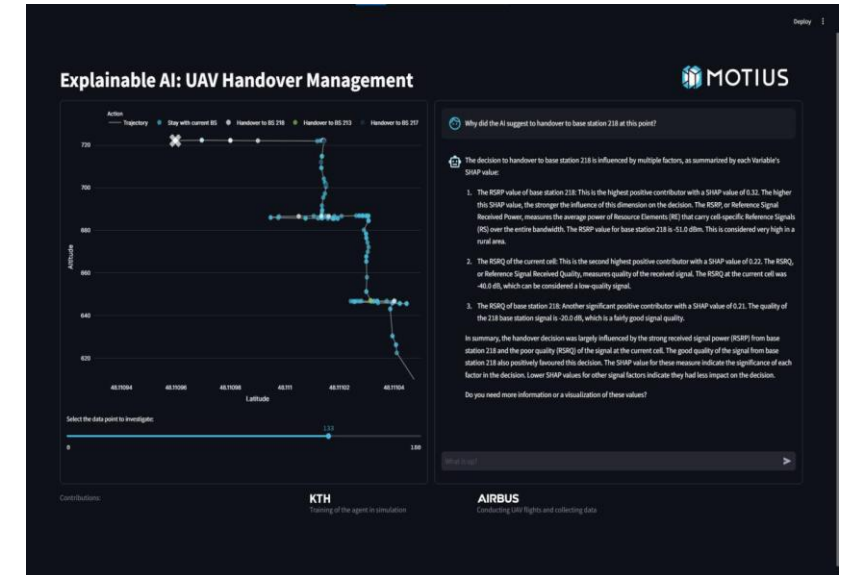 Deploy
Explainable AI: UAV Handover Management
MOTIUS
Action
Trajectory Stay with current BS Handover to BS 218 Handover to BS 213 Handover to BS 217
720
700
680
660
640
620
Altitude
48.11094 48.11096 48.11098 48.111 48.11102 48.11104
Latitude
Select the data point to investigate:
133
0 180
Why did the AI suggest to handover to base station 218 at this point?
The decision to handover to base station 218 is influenced by multiple factors, as summarized by each Variable's
SHAP value:
1. The RSRP value of base station 218: This is the highest positive contributor with a SHAP value of 0.32. The higher
this SHAP value, the stronger the influence of this dimension on the decision. The RSRP, or Reference Signal
Received Power, measures the average power of Resource Elements (RE) that carry cell-specific Reference Signals
(RS) over the entire bandwidth. The RSRP value for base station 218 is -51.0 dBm. This is considered very high in a
rural area.
2. The RSRQ of the current cell: This is the second highest positive contributor with a SHAP value of 0.22. The RSRQ,
or Reference Signal Received Quality, measures quality of the received signal. The RSRQ at the current cell was
-40.0 dB, which can be considered a low-quality signal.
3. The RSRQ of base station 218: Another significant positive contributor with a SHAP value of 0.21. The quality of
the 218 base station signal is -20.0 dB, which is a fairly good signal quality.
In summary, the handover decision was largely influenced by the strong received signal power (RSRP) from base
station 218 and the poor quality (RSRQ) of the signal at the current cell. The good quality of the signal from base
station 218 also positively favoured this decision. The SHAP value for these measure indicate the significance of each
factor in the decision. Lower SHAP values for other signal factors indicate they had less impact on the decision.
Do you need more information or a visualization of these values?
What is up?
Contributions:
KTH
Training of the agent in simulation
AIRBUS
Conducting UAV flights and collecting data